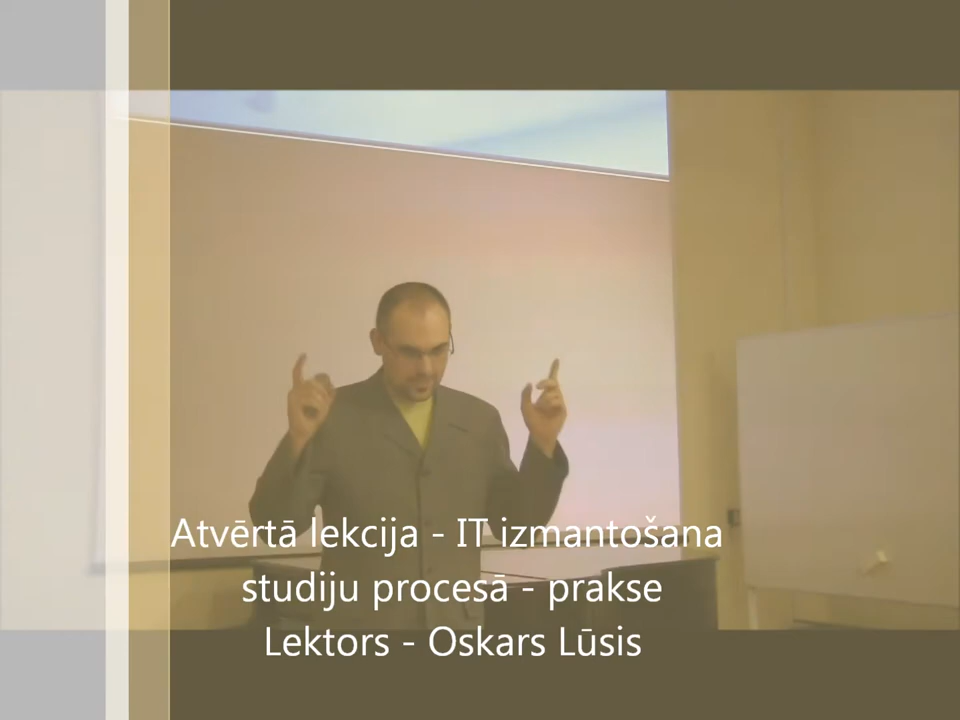 Atvērtā lekcija - IT izmantošana
studiju procesā - prakse
Lektors - Oskars Lūsis